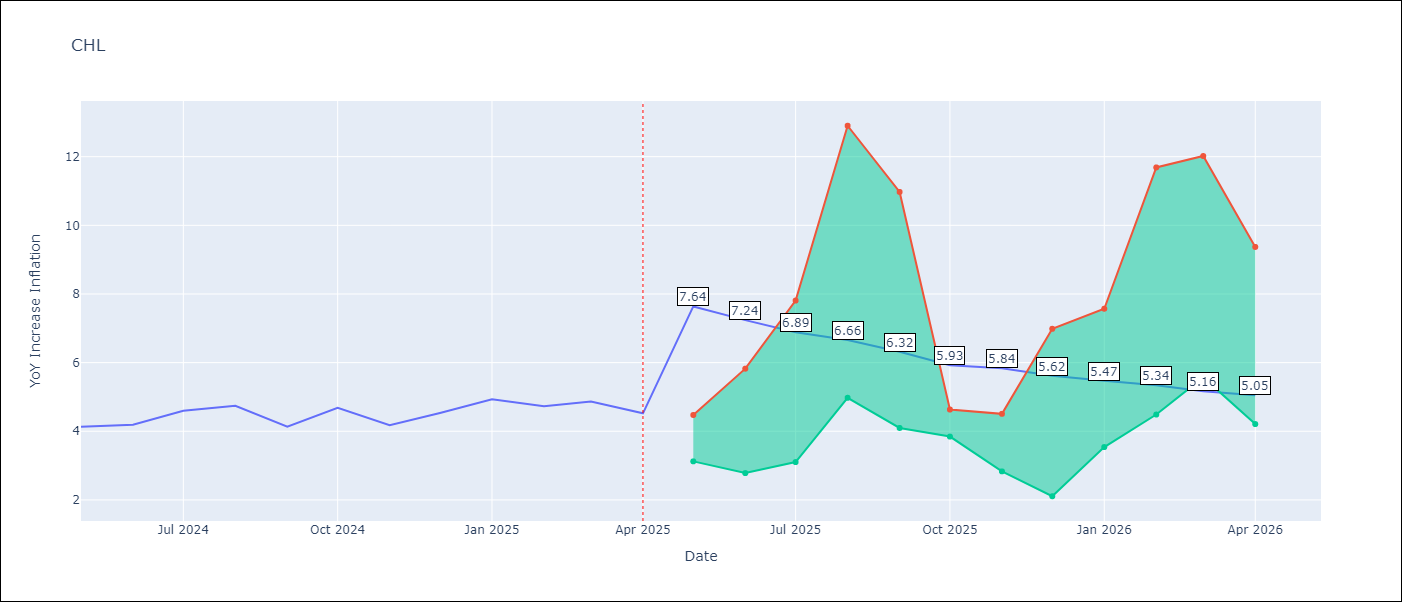 CHL
YoY Increase Inflation
12
10
8
6
4
2
7.64
7.24
6.89
6.66
6.32
5.93
5.84
5.62
5.47
5.34
5.16
5.05
Jul 2024
Oct 2024
Jan 2025
Apr 2025
Jul 2025
Oct 2025
Jan 2026
Apr 2026
Date